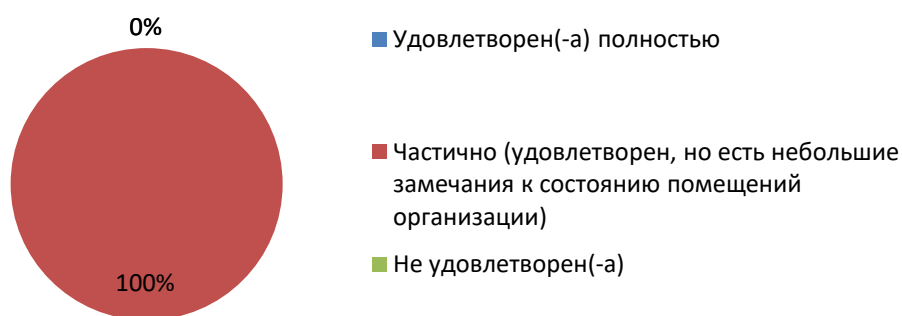 0%
Удовлетворен(-а) полностью
Частично (удовлетворен, но есть небольшие
замечания к состоянию помещений
организации)
Не удовлетворен(-а)
100%